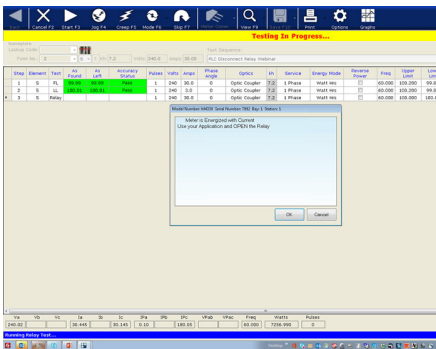 Cancel F2 Start F3 Jog F4 Creep F5 Mode F6 Skip F7 View F9 Print Options Graphs
Testing In Progress...
Test Sequence:
Volts 240.0 Amps 30.00 PLC Disconnect Relay Webinar
Step Element Test As Found As Left Accuracy Status Pulses Volts Amps Phase Angle Optics kh Service Energy Mode Reverse Power Freq Upper Limit
1 S FL Pass 1 240 30.0 0 Optic Coupler 7.2 1 Phase Watt Hrs 60.000 100.200
2 S LL 100.01 100.01 Pass 1 240 3.0 0 Optic Coupler 7.2 1 Phase Watt Hrs 60.000 100.200
3 S Relay 1 240 30.0 0 Optic Coupler 7.2 1 Phase Watt Hrs 60.000 100.000
Meter is Energized with Current
Use your Application and OPEN the Relay
OK Cancel
Va Vb Vc Ia Ib Ic IPa IPb IPc VPab VPac Freq Watts Pulses
240.02 30.445 30.145 0.10 180.05 60.000 7256.990 0
Running Relay Test...